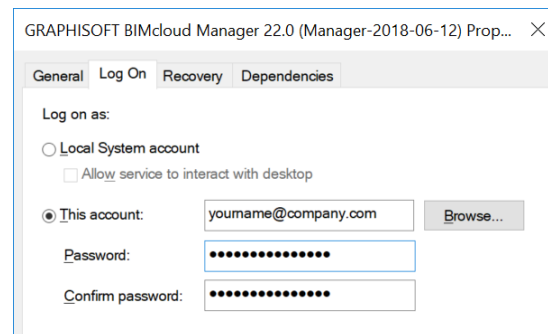 GRAPHISOFT BIMcloud Manager 22.0 (Manager-2018-06-12) Prop...
General Log On Recovery Dependencies
Log on as:
Local System account
Allow service to interact with desktop
This account: yourname@company.com Browse...
Password: ●●●●●●●●●●●●●●●
Confirm password: ●●●●●●●●●●●●●●●